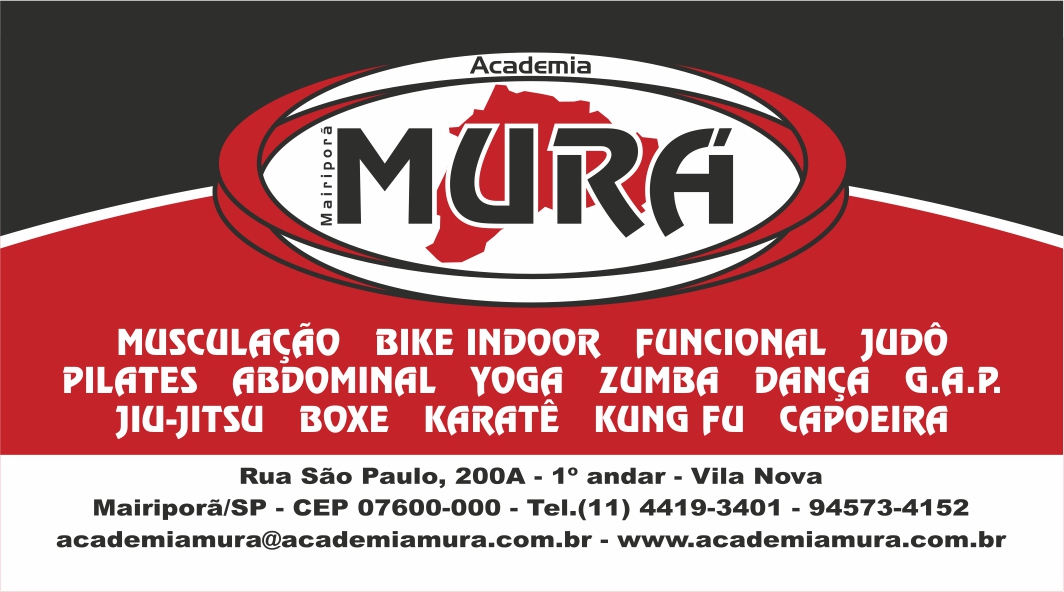 Academia
Mairiporã
MURÁ
MUSCULAÇÃO BIKE INDOOR FUNCIONAL JUDÔ
PILATES ABDOMINAL YOGA ZUMBA DANÇA G.A.P.
JIU-JITSU BOXE KARATÊ KUNG FU CAPOEIRA
Rua São Paulo, 200A - 1º andar - Vila Nova
Mairiporã/SP - CEP 07600-000 - Tel.(11) 4419-3401 - 94573-4152
academiamura@academiamura.com.br - www.academiamura.com.br